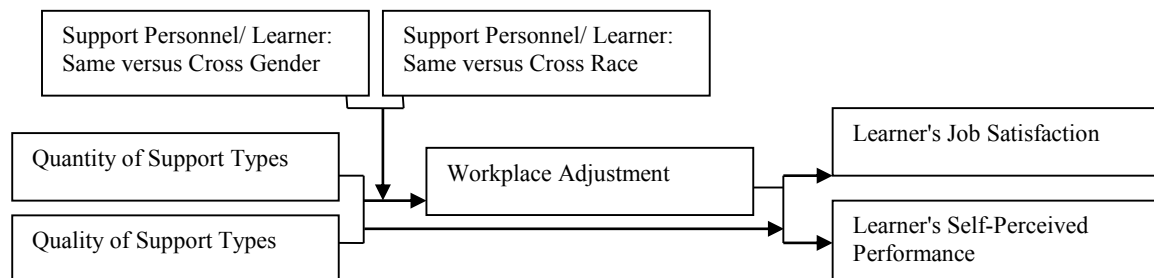 Support Personnel/ Learner:
Same versus Cross Gender
Support Personnel/ Learner:
Same versus Cross Race
Quantity of Support Types
Quality of Support Types
Workplace Adjustment
Learner's Job Satisfaction
Learner's Self-Perceived
Performance